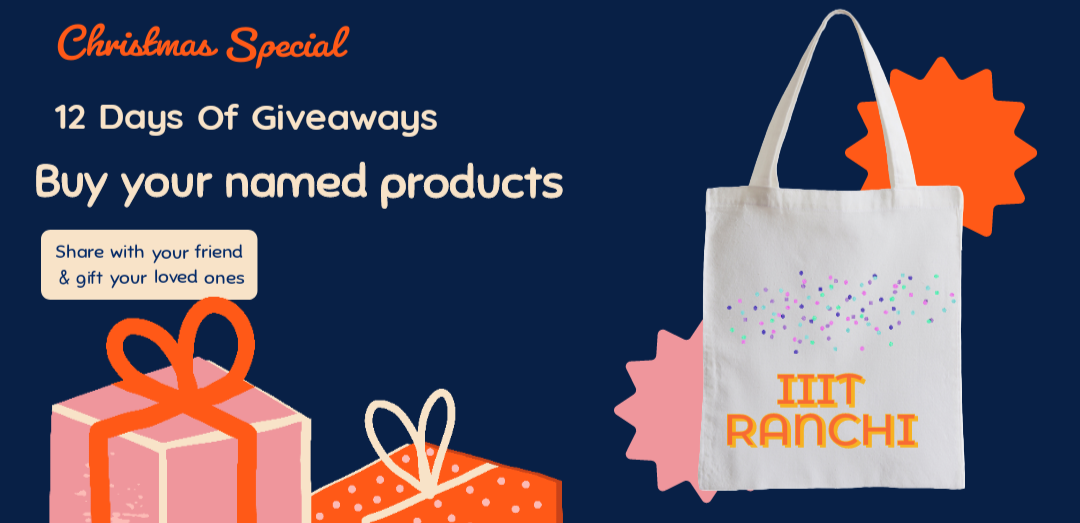 Christmas Special
12 Days Of Giveaways
Buy your named products
Share with your friend
& gift your loved ones
IIIT
RANCHI